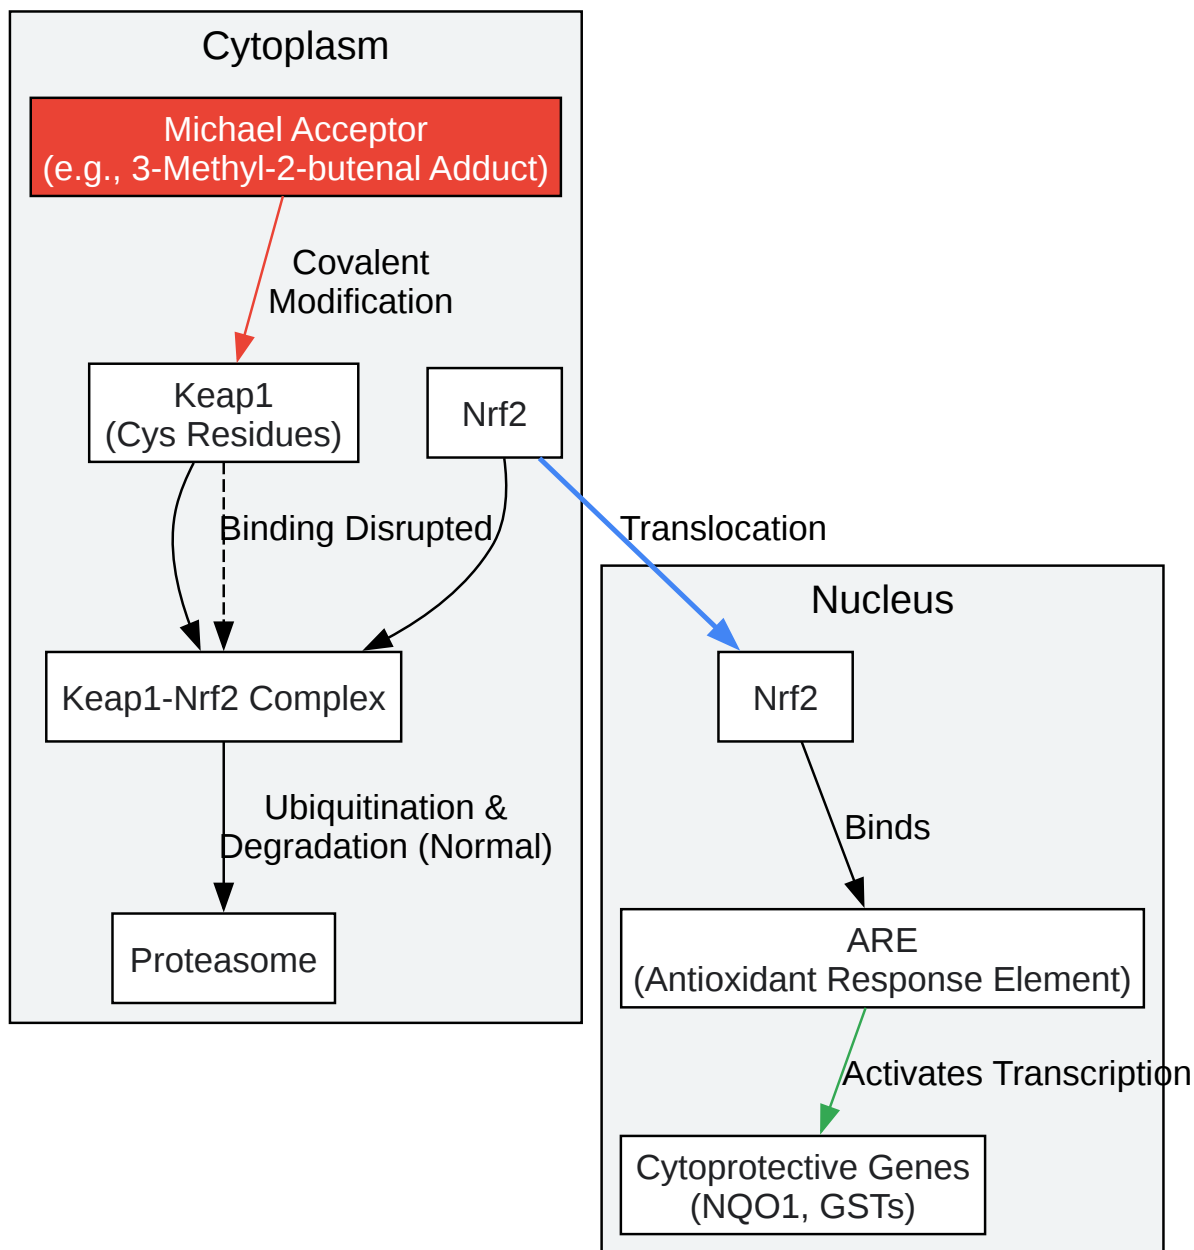 Cytoplasm
Michael Acceptor
(e.g., 3-Methyl-2-butenal Adduct)
Covalent
Modification
Keap1
(Cys Residues)
Nrf2
Binding Disrupted
Translocation
Nucleus
Keap1-Nrf2 Complex
Nrf2
Ubiquitination &
Degradation (Normal)
Binds
Proteasome
ARE
(Antioxidant Response Element)
Activates Transcription
Cytoprotective Genes
(NQO1, GSTs)